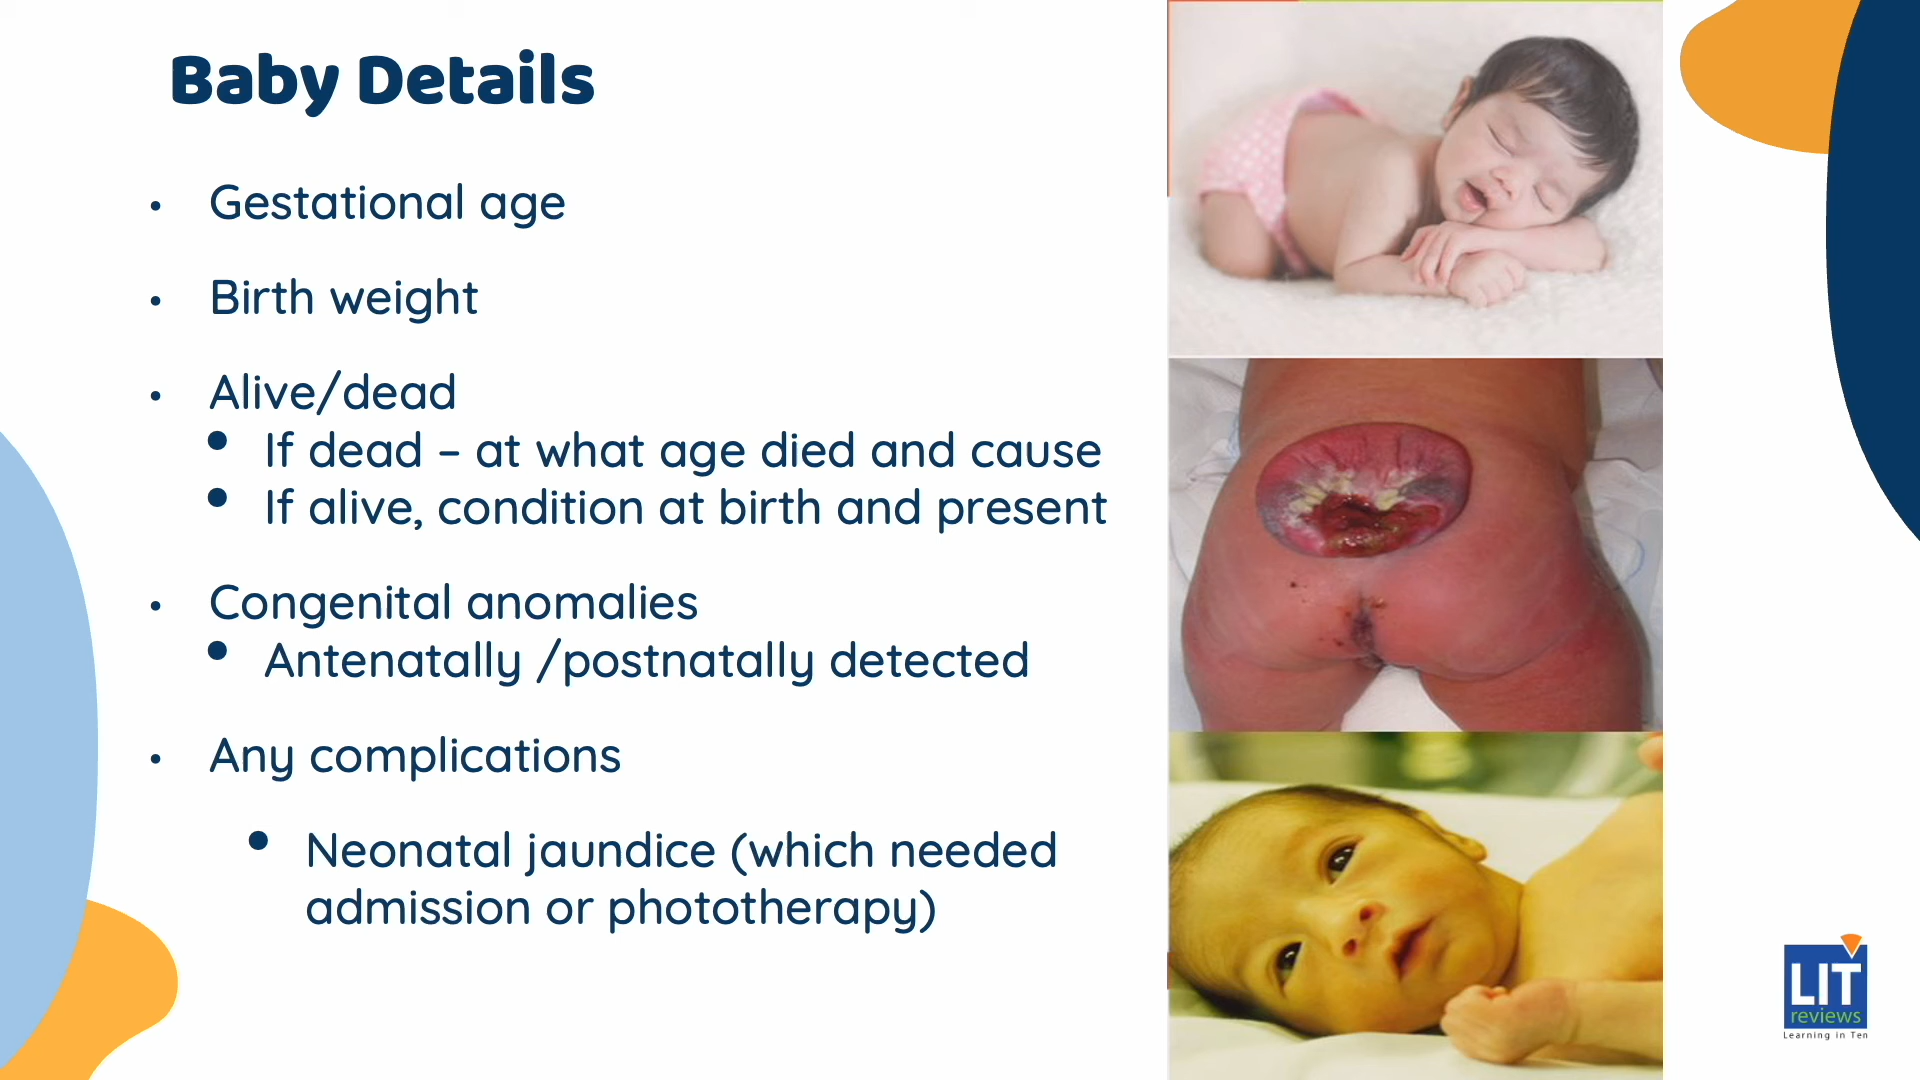 Baby Details
• Gestational age
• Birth weight
• Alive/dead
• If dead – at what age died and cause
• If alive, condition at birth and present
• Congenital anomalies
• Antenatally /postnatally detected
• Any complications
• Neonatal jaundice (which needed
admission or phototherapy)
LIT
reviews
Learning in Ten